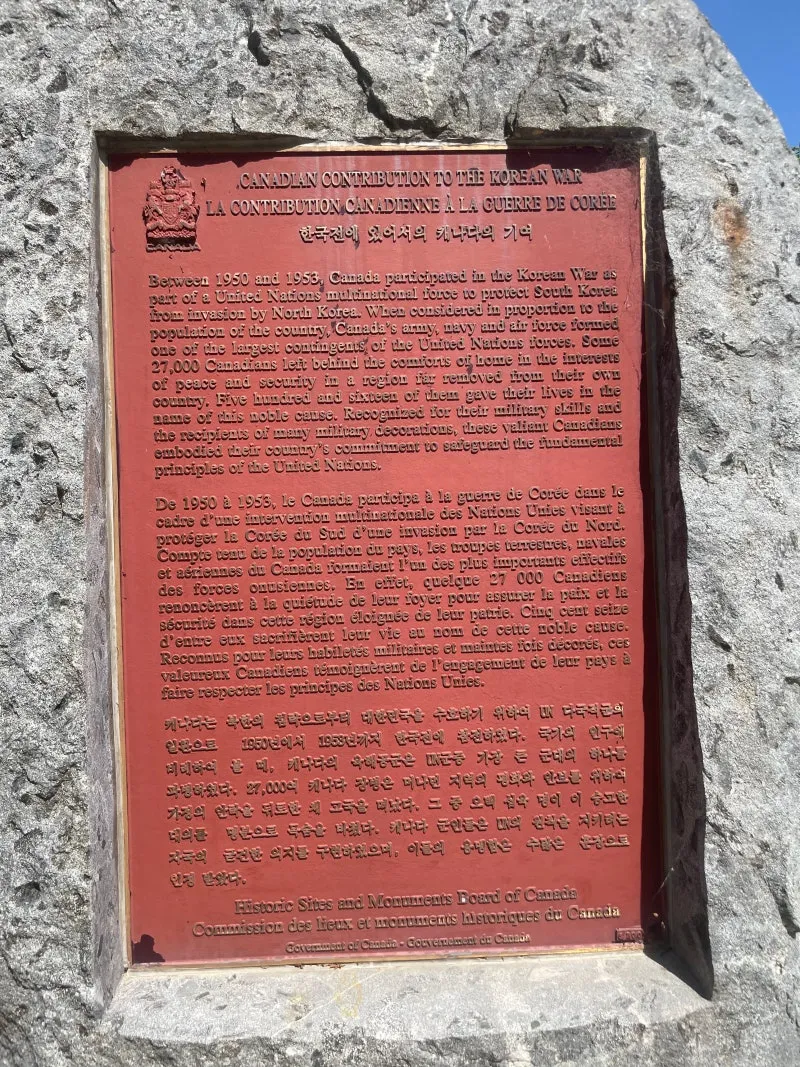 CANADIAN CONTRIBUTION TO THE KOREAN WAR
LA CONTRIBUTION CANADIENNE À LA GUERRE DE CORÉE
한국전에 있어서의 캐나다의 기여
Between 1950 and 1953, Canada participated in the Korean War as
part of a United Nations multinational force to protect South Korea
from invasion by North Korea. When considered in proportion to the
population of the country, Canada's army, navy and air force formed
one of the largest contingents of the United Nations forces. Some
27,000 Canadians left behind the comforts of home in the interests
of peace and security in a region far removed from their own
country. Five hundred and sixteen of them gave their lives in the
name of this noble cause. Recognized for their military skills and
the recipients of many military decorations, these valiant Canadians
embodied their country's commitment to safeguard the fundamental
principles of the United Nations.
De 1950 à 1953, le Canada participa à la guerre de Corée dans le
cadre d'une intervention multinationale des Nations Unies visant à
protéger la Corée du Sud d'une invasion par la Corée du Nord.
Compte tenu de la population du pays, les troupes terrestres, navales
et aériennes du Canada formaient l'un des plus importants effectifs
des forces onusiennes. En effet, quelque 27 000 Canadiens
renoncèrent à la quiétude de leur foyer pour assurer la paix et la
sécurité dans cette région éloignée de leur patrie. Cinq cent seize
d'entre eux sacrifièrent leur vie au nom de cette noble cause.
Reconnus pour leurs habiletés militaires et maintes fois décorés, ces
valeureux Canadiens témoignèrent de l'engagement de leur pays à
faire respecter les principes des Nations Unies.
캐나다는 북한의 침략으로부터 대한민국을 수호하기 위하여 UN 다국적군의
일환으로 1950년에서 1953년까지 한국전에 참전하였다. 국가의 인구에
비례하여 볼 때, 캐나다의 육해공군은 UN군중 가장 큰 군대의 하나를
파병하였다. 27,000여 캐나다 장병은 머나먼 지역의 평화와 안보를 위하여
가정의 안락을 뒤로한 채 고국을 떠났다. 그 중 오백 십육 명이 이 숭고한
대의를 명분으로 목숨을 바쳤다. 캐나다 군인들은 UN의 원칙을 지키려는
자국의 굳건한 의지를 구현하였으며, 이들의 용맹함은 수많은 훈장으로
인정 받았다.
Historic Sites and Monuments Board of Canada
Commission des lieux et monuments historiques du Canada
Government of Canada - Gouvernement du Canada